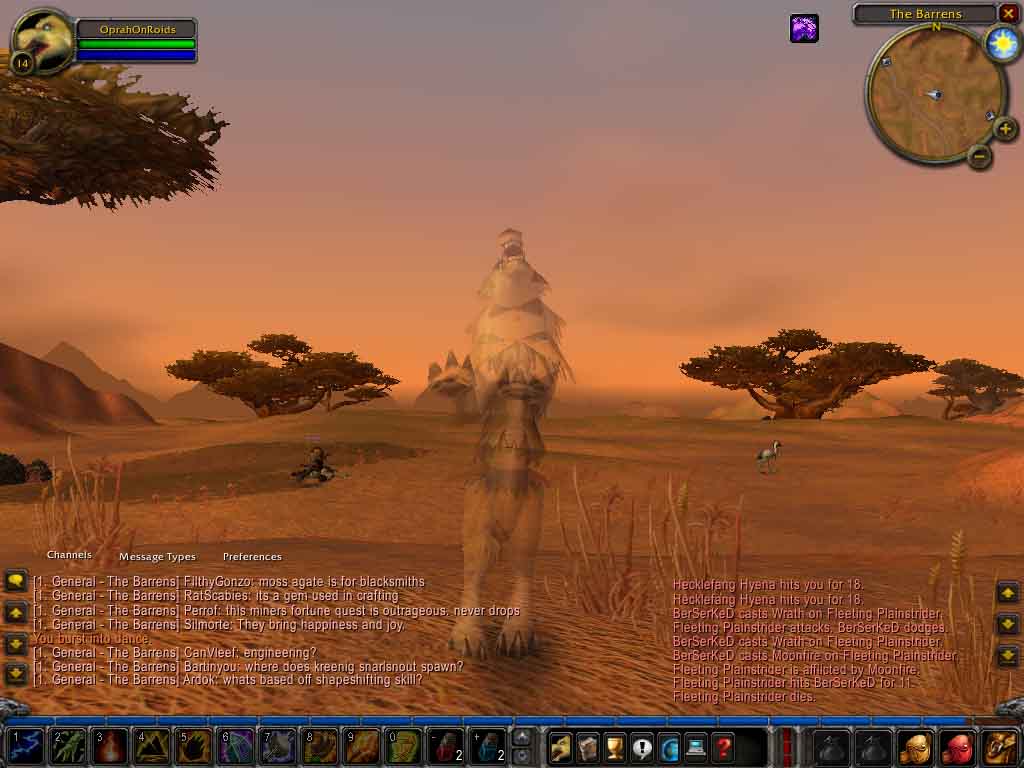 OprahOnRoids
14
The Barrens
N
Channels Message Types Preferences
[1. General - The Barrens] FilthyGonzo: moss agate is for blacksmiths
[1. General - The Barrens] RatScabies: its a gem used in crafting
[1. General - The Barrens] Perrof: this miners fortune quest is outrageous, never drops
[1. General - The Barrens] Silmorte: They bring happiness and joy.
You burst into dance.
[1. General - The Barrens] CanVleef: engineering?
[1. General - The Barrens] Bartinyou: where does kreenig snarlsnout spawn?
[1. General - The Barrens] Ardok: whats based off shapeshifting skill?
Hecklefang Hyena hits you for 18.
Hecklefang Hyena hits you for 18.
BerSerKeD casts Wrath on Fleeting Plainstrider.
Fleeting Plainstrider attacks. BerSerKeD dodges.
BerSerKeD casts Wrath on Fleeting Plainstrider.
BerSerKeD casts Moonfire on Fleeting Plainstrider.
Fleeting Plainstrider is afflicted by Moonfire.
Fleeting Plainstrider hits BerSerKeD for 11.
Fleeting Plainstrider dies.
1 2 3 4 5 6 7 8 9 0 - 2 + 2